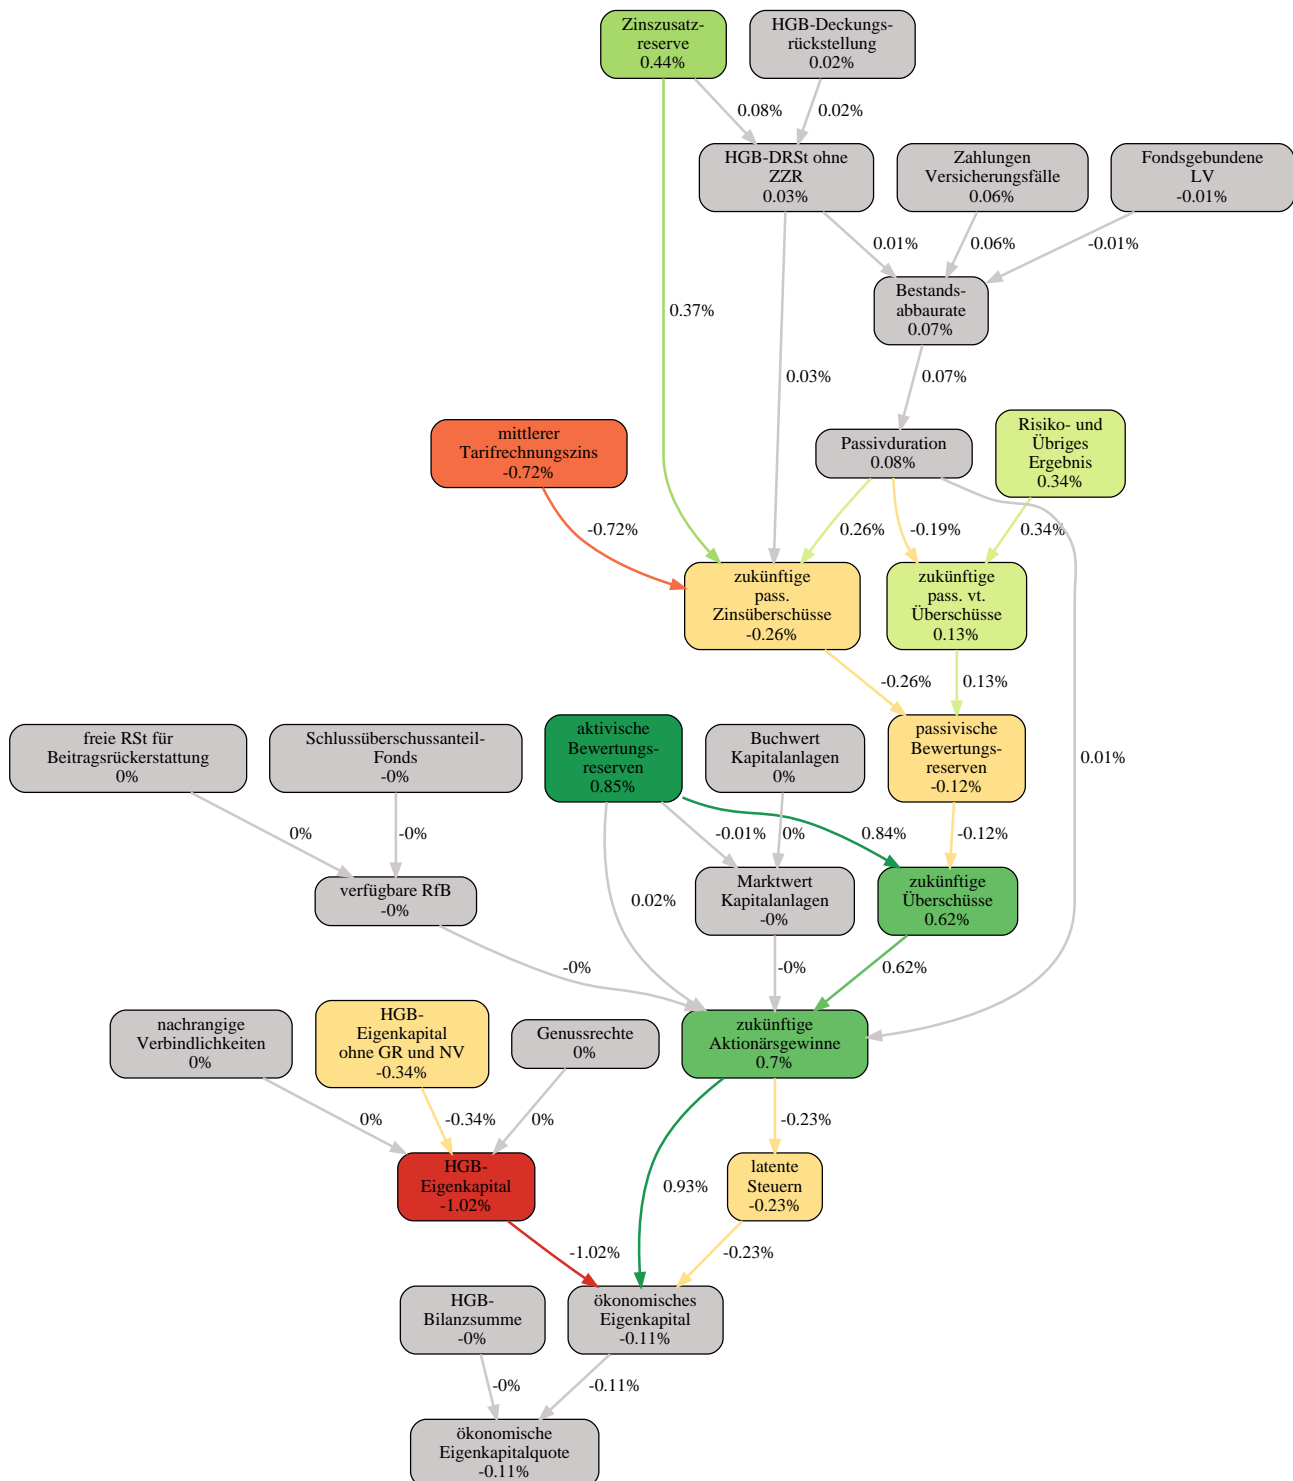 Zinszusatz-
reserve
0.44%
HGB-Deckungs-
rückstellung
0.02%
0.08%
0.02%
HGB-DRSt ohne
ZZR
0.03%
Zahlungen
Versicherungsfälle
0.06%
Fondsgebundene
LV
-0.01%
0.01%
0.06%
-0.01%
Bestands-
abbaurate
0.07%
0.37%
0.03%
0.07%
mittlerer
Tarifrechnungszins
-0.72%
Passivduration
0.08%
Risiko- und
Übriges
Ergebnis
0.34%
-0.72%
0.26%
-0.19%
0.34%
zukünftige
pass.
Zinsüberschüsse
-0.26%
zukünftige
pass. vt.
Überschüsse
0.13%
-0.26%
0.13%
freie RSt für
Beitragsrückerstattung
0%
Schlussüberschussanteil-
Fonds
-0%
aktivische
Bewertungs-
reserven
0.85%
Buchwert
Kapitalanlagen
0%
passivische
Bewertungs-
reserven
-0.12%
0.01%
0%
-0%
-0.01%
0%
0.84%
-0.12%
verfügbare RfB
-0%
0.02%
Marktwert
Kapitalanlagen
-0%
zukünftige
Überschüsse
0.62%
-0%
-0%
0.62%
nachrangige
Verbindlichkeiten
0%
HGB-
Eigenkapital
ohne GR und NV
-0.34%
Genussrechte
0%
zukünftige
Aktionärsgewinne
0.7%
0%
-0.34%
0%
-0.23%
HGB-
Eigenkapital
-1.02%
0.93%
latente
Steuern
-0.23%
-1.02%
-0.23%
HGB-
Bilanzsumme
-0%
ökonomisches
Eigenkapital
-0.11%
-0%
-0.11%
ökonomische
Eigenkapitalquote
-0.11%